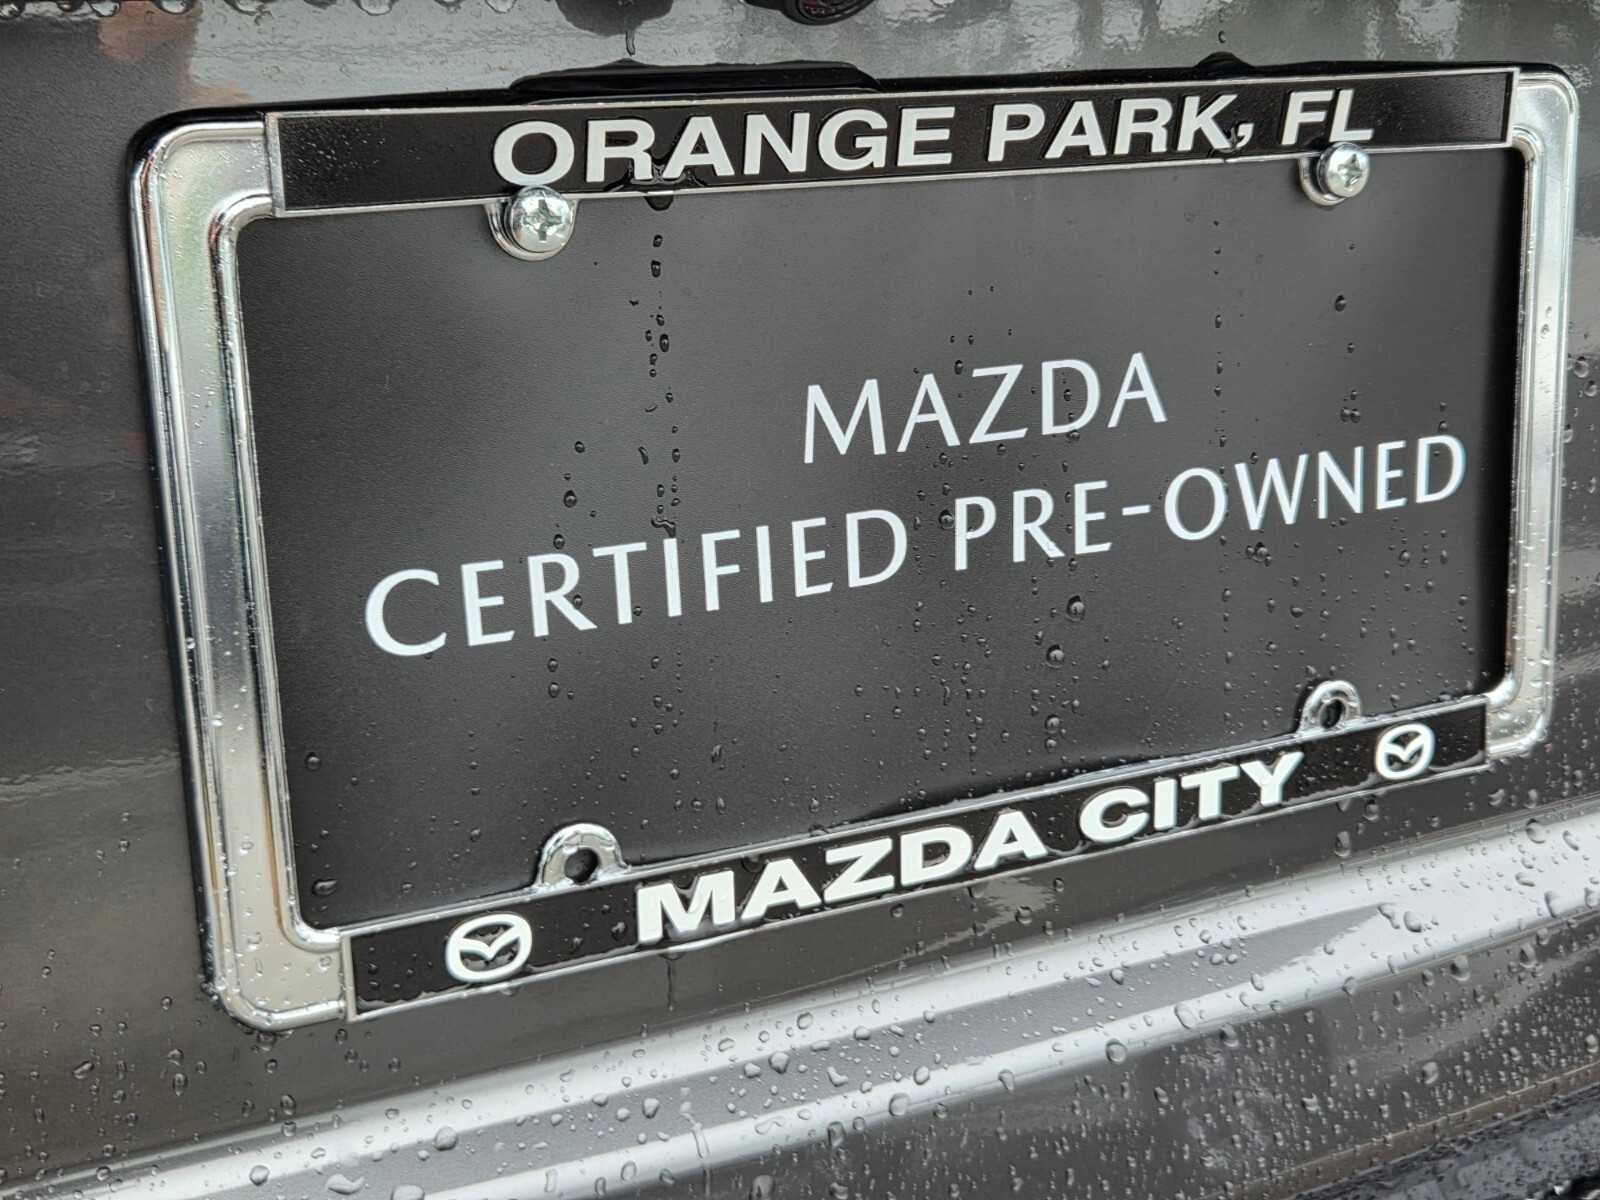 ORANGE PARK, FL
MAZDA
CERTIFIED PRE-OWNED
MAZDA CITY